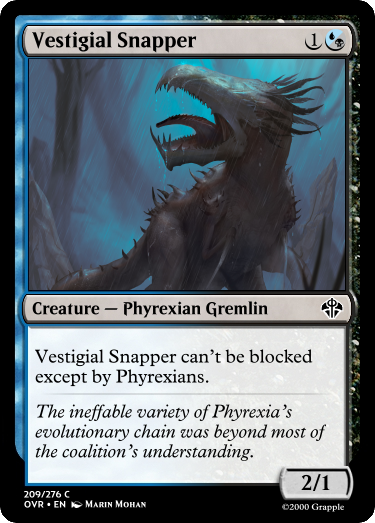 Vestigial Snapper 1
Creature — Phyrexian Gremlin
Vestigial Snapper can't be blocked
except by Phyrexians.
The ineffable variety of Phyrexia's
evolutionary chain was beyond most of
the coalition's understanding.
2/1
209/276 C
OVR • EN Marin Mohan
©2000 Grapple